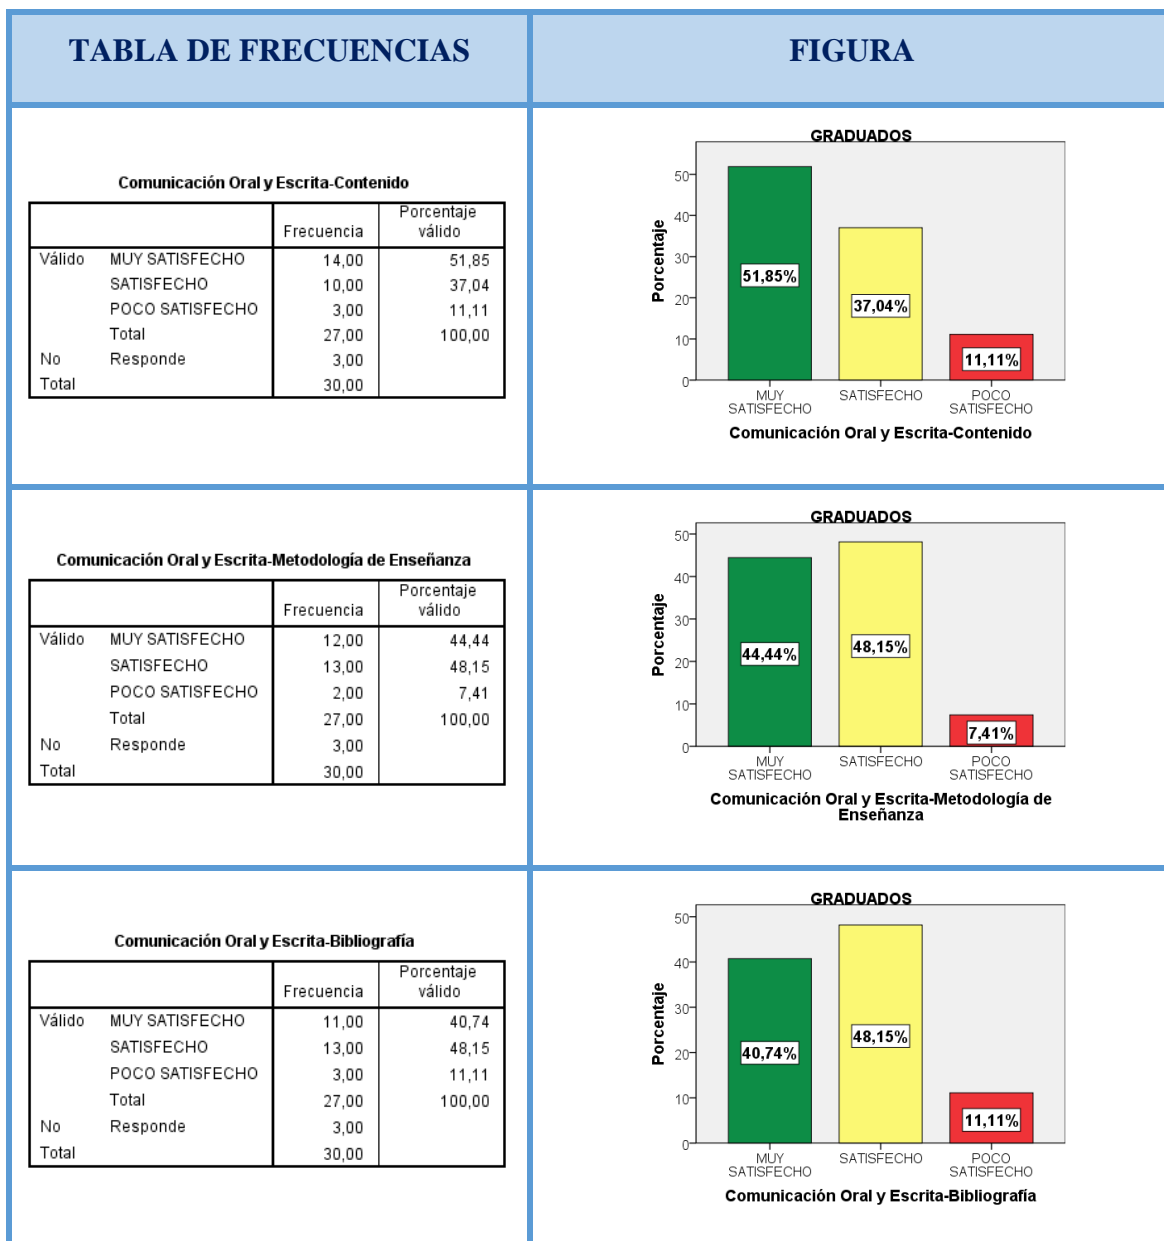 TABLA DE FRECUENCIAS
FIGURA
Comunicación Oral y Escrita-Contenido
Frecuencia Porcentaje válido
Válido MUY SATISFECHO 14,00 51,85
SATISFECHO 10,00 37,04
POCO SATISFECHO 3,00 11,11
Total 27,00 100,00
No Responde 3,00
Total 30,00
GRADUADOS
Porcentaje
50
40
30
20
10
0
51,85%
37,04%
11,11%
MUY SATISFECHO
SATISFECHO
POCO SATISFECHO
Comunicación Oral y Escrita-Contenido
Comunicación Oral y Escrita-Metodología de Enseñanza
Frecuencia Porcentaje válido
Válido MUY SATISFECHO 12,00 44,44
SATISFECHO 13,00 48,15
POCO SATISFECHO 2,00 7,41
Total 27,00 100,00
No Responde 3,00
Total 30,00
GRADUADOS
Porcentaje
50
40
30
20
10
0
44,44%
48,15%
7,41%
MUY SATISFECHO
SATISFECHO
POCO SATISFECHO
Comunicación Oral y Escrita-Metodología de
Enseñanza
Comunicación Oral y Escrita-Bibliografía
Frecuencia Porcentaje válido
Válido MUY SATISFECHO 11,00 40,74
SATISFECHO 13,00 48,15
POCO SATISFECHO 3,00 11,11
Total 27,00 100,00
No Responde 3,00
Total 30,00
GRADUADOS
Porcentaje
50
40
30
20
10
0
40,74%
48,15%
11,11%
MUY SATISFECHO
SATISFECHO
POCO SATISFECHO
Comunicación Oral y Escrita-Bibliografía